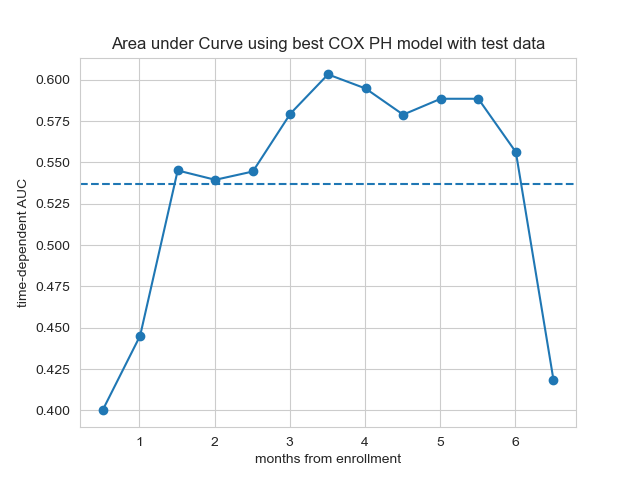 Area under Curve using best COX PH model with test data
time-dependent AUC
0.600
0.575
0.550
0.525
0.500
0.475
0.450
0.425
0.400
1 2 3 4 5 6
months from enrollment